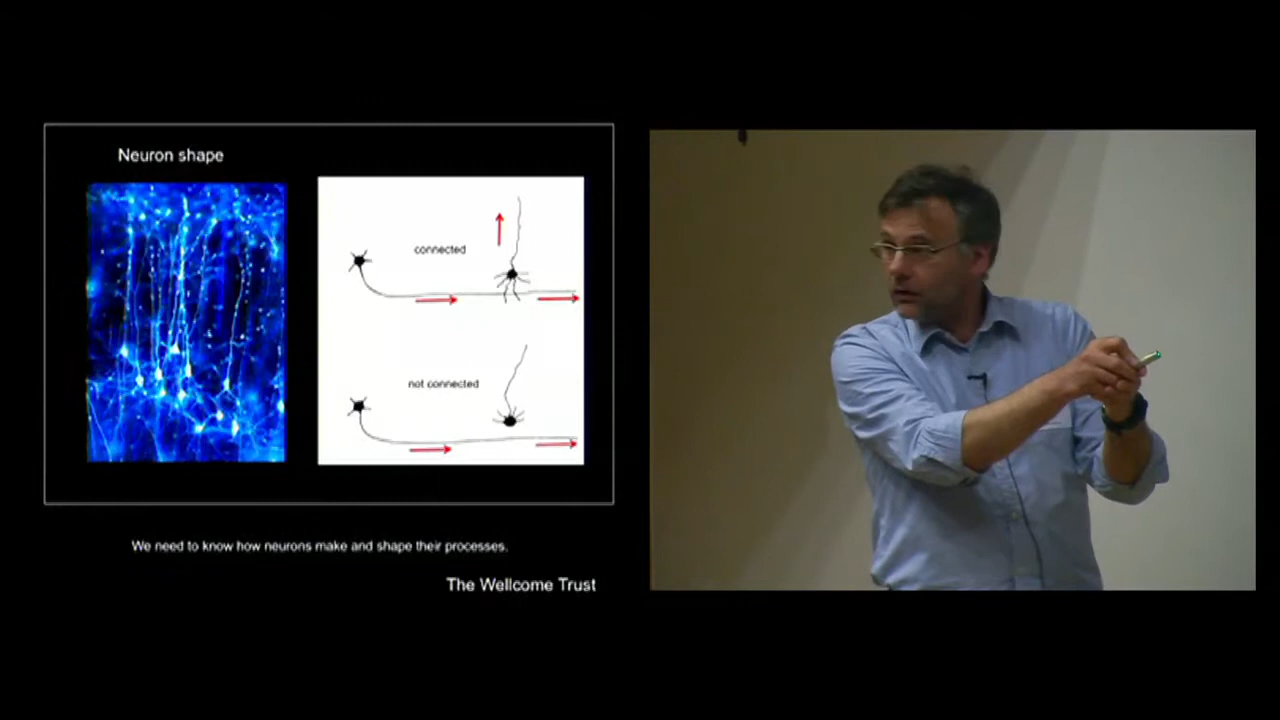 Neuron shape
connected
not connected
We need to know how neurons make and shape their processes.
The Wellcome Trust